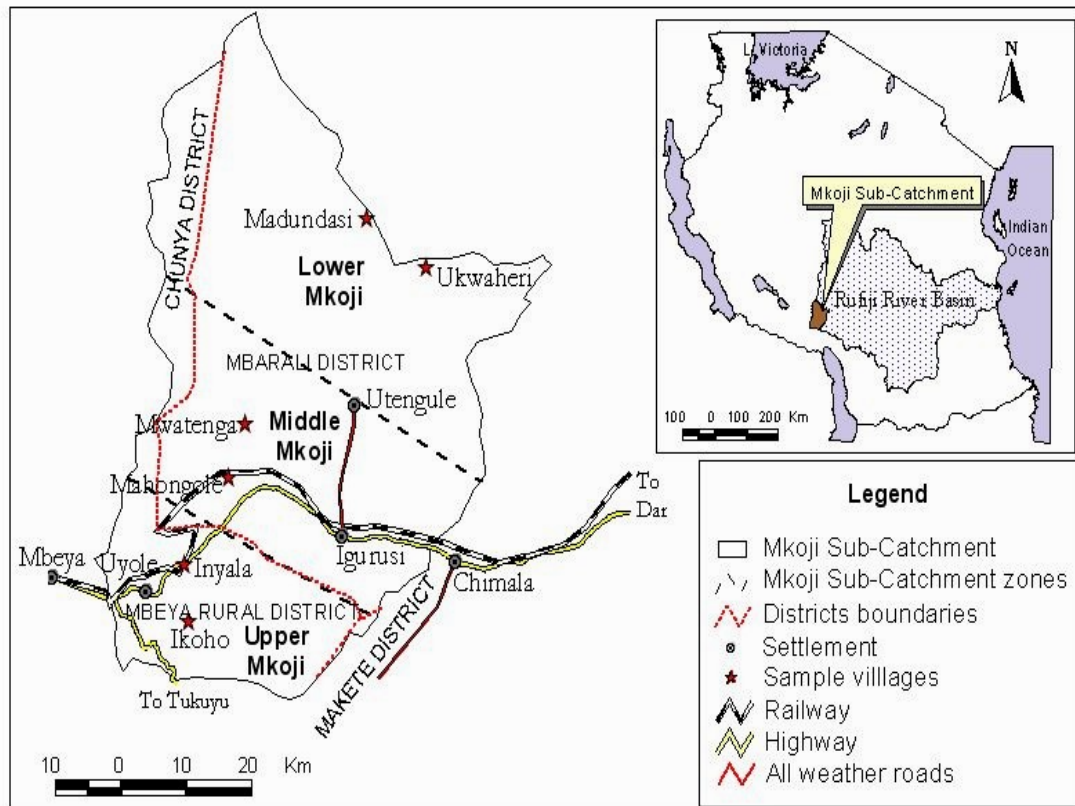 CHUNYA DISTRICT
Madundasi
Lower
Mkoji
Ukwaheri
MBARALI DISTRICT
Utengule
Mwatenga
Middle
Mkoji
Mahongole
To
Dar
Mbeya
Uyole
Inyala
Igurusi
Chimala
MBEYA RURAL DISTRICT
Ikoho
Upper
Mkoji
MAKETE DISTRICT
To Tukuyu
10 0 10 20 Km
L. Victoria
N
Mkoji Sub-Catchment
Indian
Ocean
Rufiji River Basin
100 0 100 200 Km
Legend
Mkoji Sub-Catchment
Mkoji Sub-Catchment zones
Districts boundaries
Settlement
Sample villlages
Railway
Highway
All weather roads